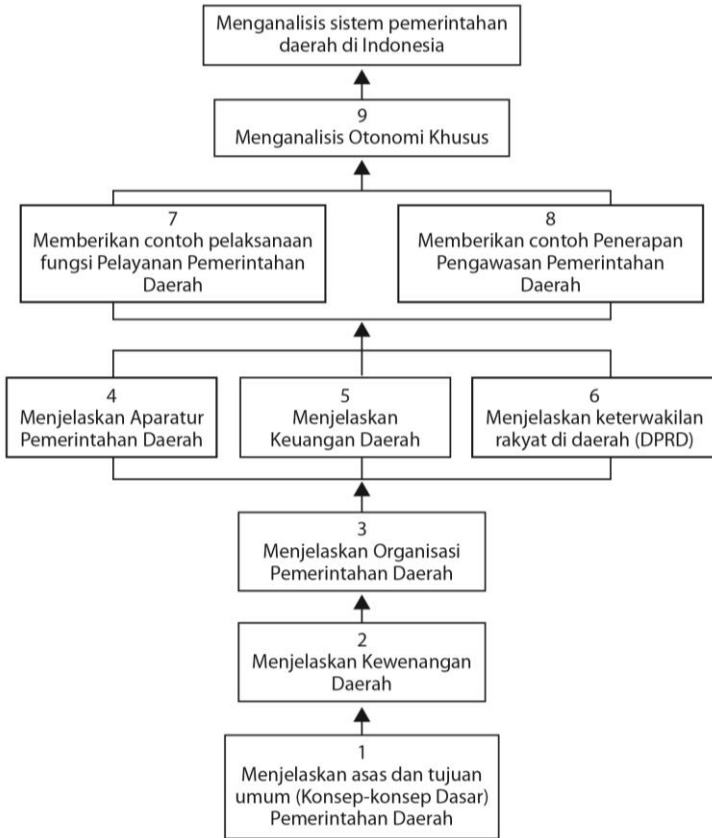 Menganalisis sistem pemerintahan
daerah di Indonesia
9
Menganalisis Otonomi Khusus
7
Memberikan contoh pelaksanaan
fungsi Pelayanan Pemerintahan
Daerah
8
Memberikan contoh Penerapan
Pengawasan Pemerintahan
Daerah
4
Menjelaskan Aparatur
Pemerintahan Daerah
5
Menjelaskan
Keuangan Daerah
6
Menjelaskan keterwakilan
rakyat di daerah (DPRD)
3
Menjelaskan Organisasi
Pemerintahan Daerah
2
Menjelaskan Kewenangan
Daerah
1
Menjelaskan asas dan tujuan
umum (Konsep-konsep Dasar)
Pemerintahan Daerah